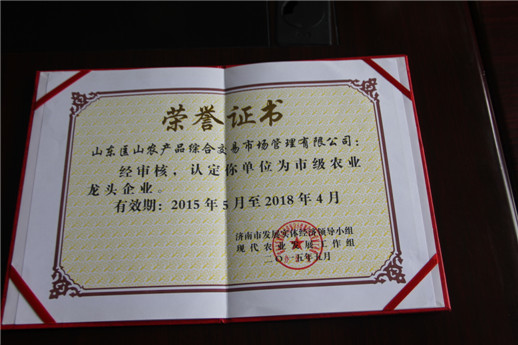 荣誉证书
山东匡山农产品综合交易市场管理有限公司：
经审核，认定你单位为市级农业
龙头企业。
有效期：2015年5月至2018年4月
济南市发展实体经济领导小组
现代农业发展工作组
二〇一五年五月